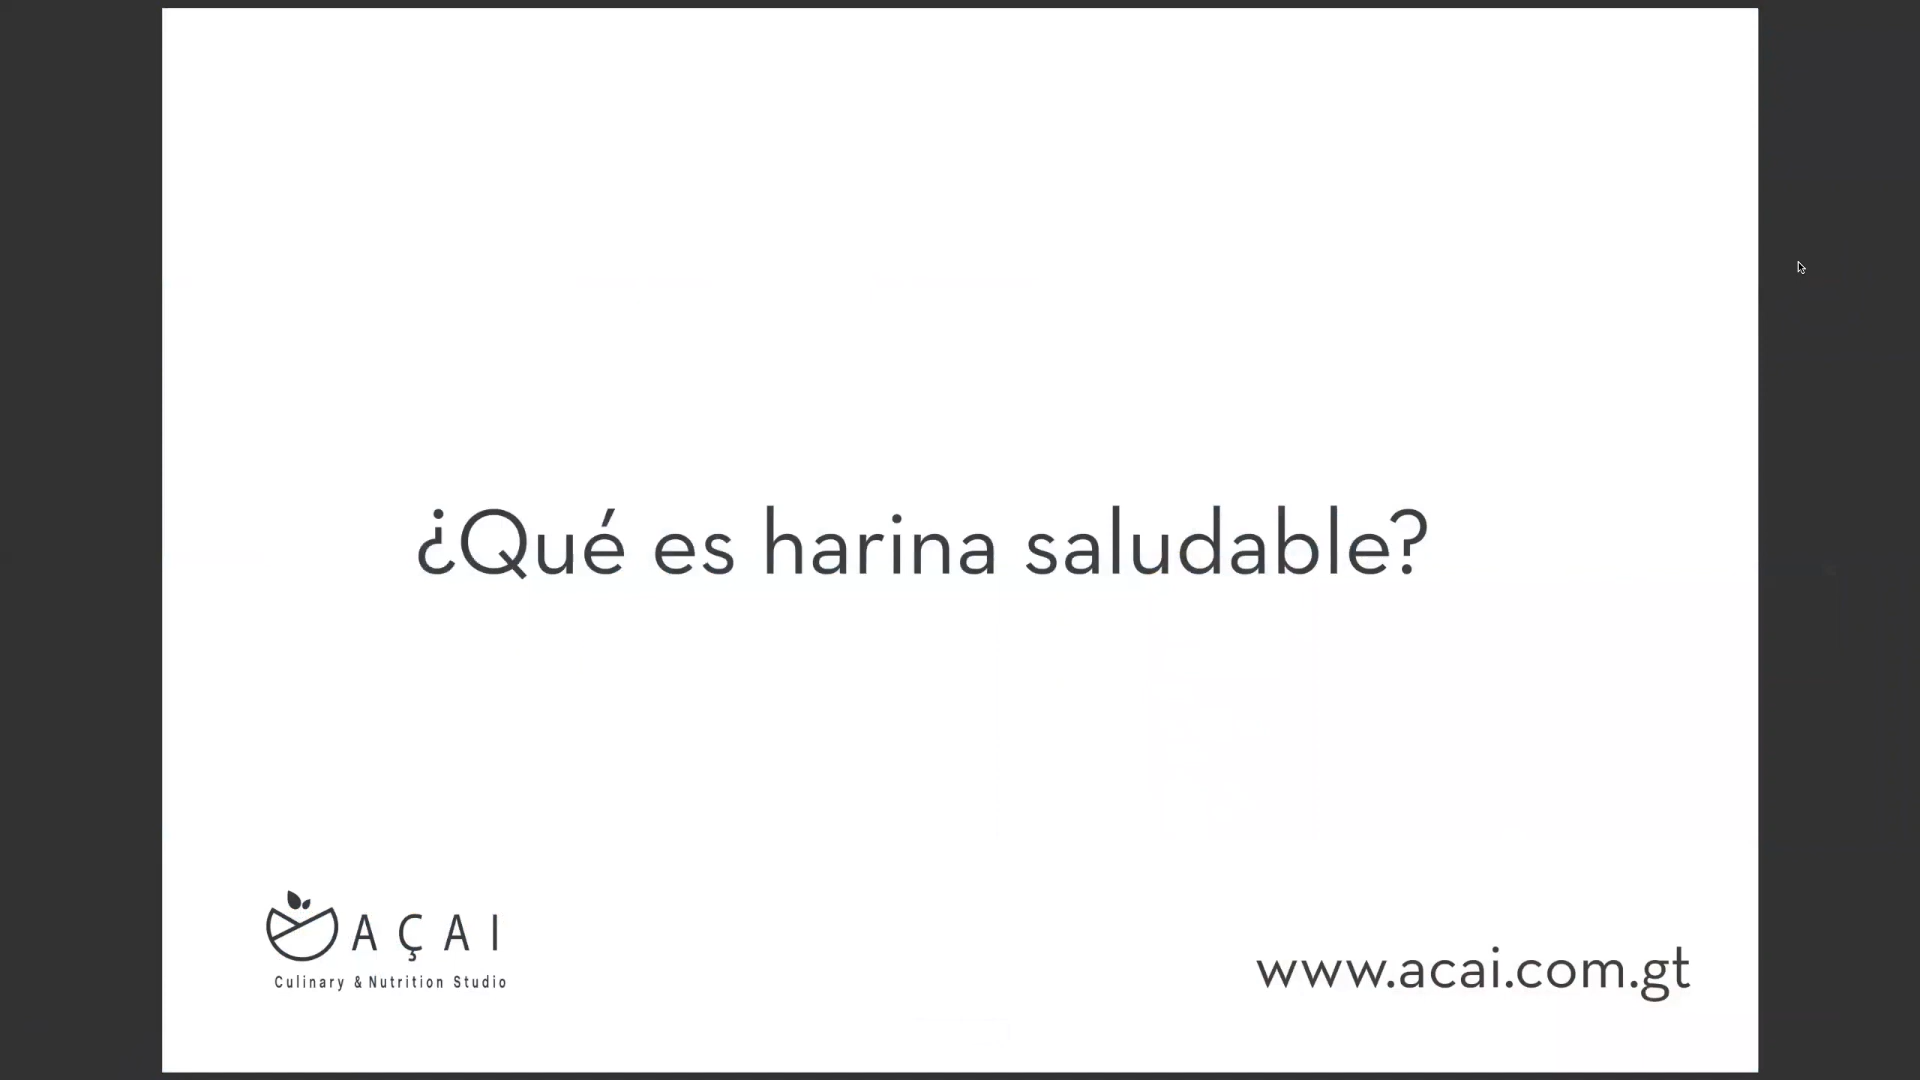 ¿Qué es harina saludable?
AÇAI
Culinary & Nutrition Studio
www.acai.com.gt